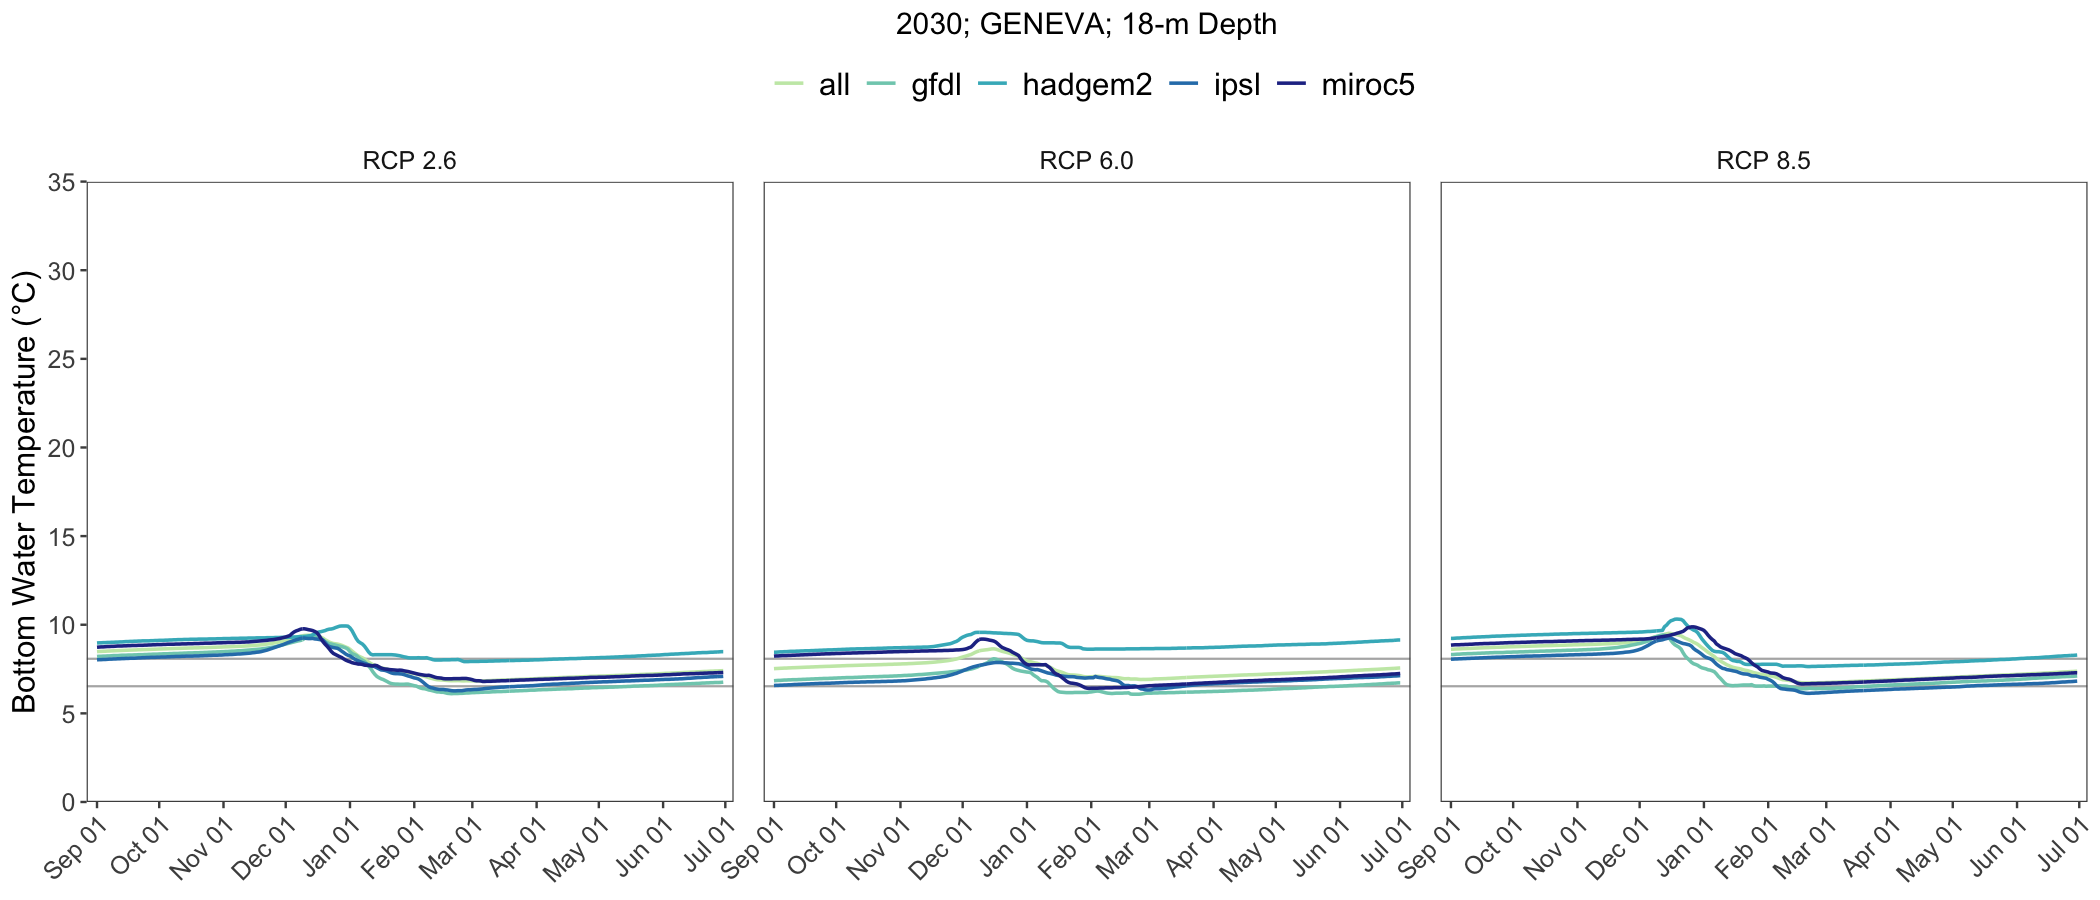 2030; GENEVA; 18-m Depth
all gfdl hadgem2 ipsl miroc5
RCP 2.6 RCP 6.0 RCP 8.5
Bottom Water Temperature (°C)
35
30
25
20
15
10
5
0
Sep 01 Oct 01 Nov 01 Dec 01 Jan 01 Feb 01 Mar 01 Apr 01 May 01 Jun 01 Jul 01 Sep 01 Oct 01 Nov 01 Dec 01 Jan 01 Feb 01 Mar 01 Apr 01 May 01 Jun 01 Jul 01 Sep 01 Oct 01 Nov 01 Dec 01 Jan 01 Feb 01 Mar 01 Apr 01 May 01 Jun 01 Jul 01